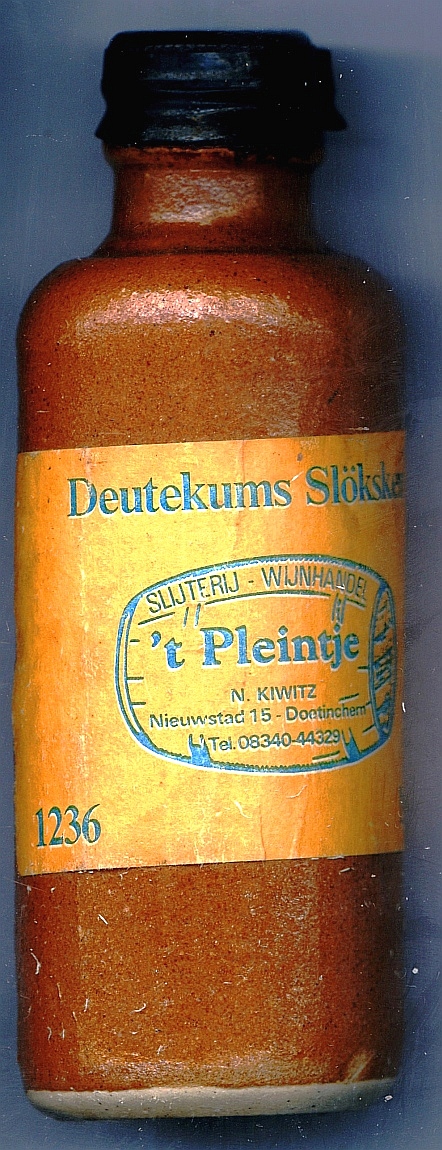 Deutekums Slökske
SLIJTERIJ - WIJNHANDEL
't Pleintje
N. KIWITZ
Nieuwstad 15 - Doetinchem
Tel. 08340-44329
1236